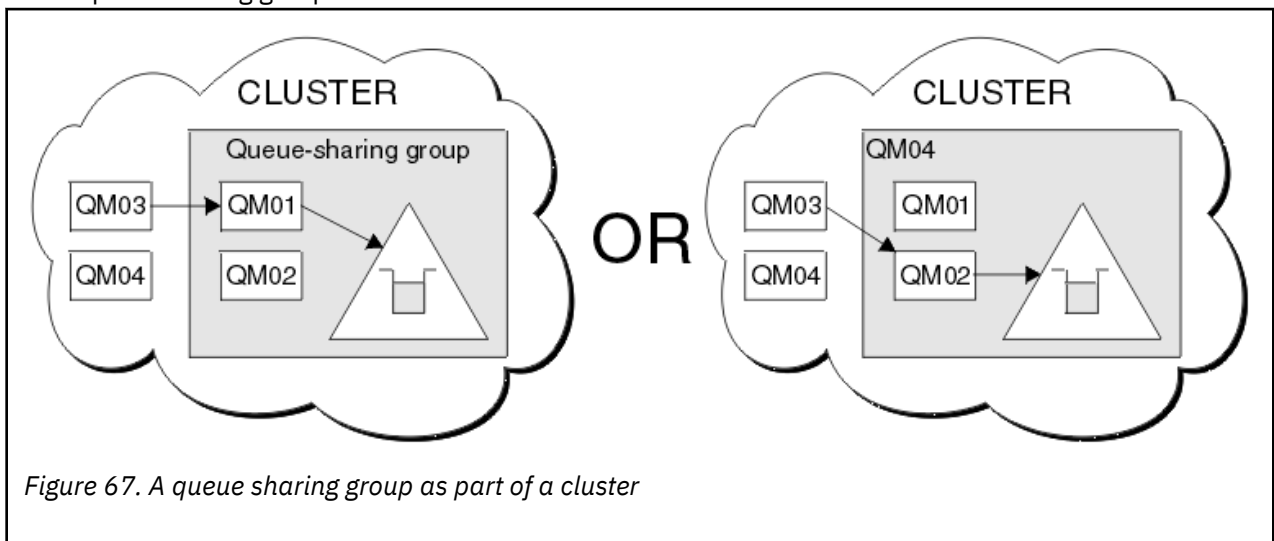 CLUSTER
Queue-sharing group
QM03
QM01
QM04
QM02
OR
CLUSTER
QM04
QM03
QM01
QM04
QM02
Figure 67. A queue sharing group as part of a cluster